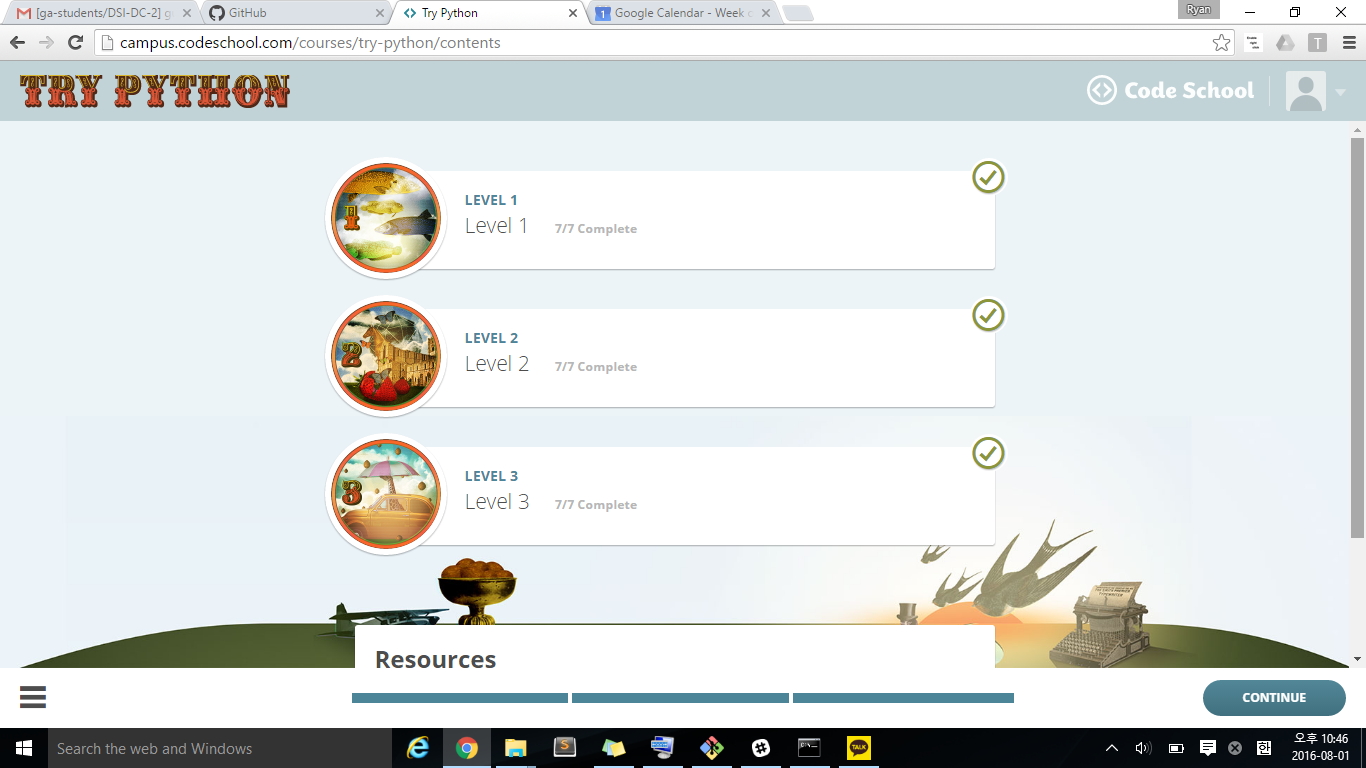 [ga-students/DSI-DC-2] g
GitHub
Try Python
Google Calendar - Week o
Ryan
campus.codeschool.com/courses/try-python/contents
T
TRY PYTHON
Code School
1
LEVEL 1
Level 1 7/7 Complete
2
LEVEL 2
Level 2 7/7 Complete
3
LEVEL 3
Level 3 7/7 Complete
Resources
CONTINUE
Search the web and Windows
TALK
오후 10:46
2016-08-01